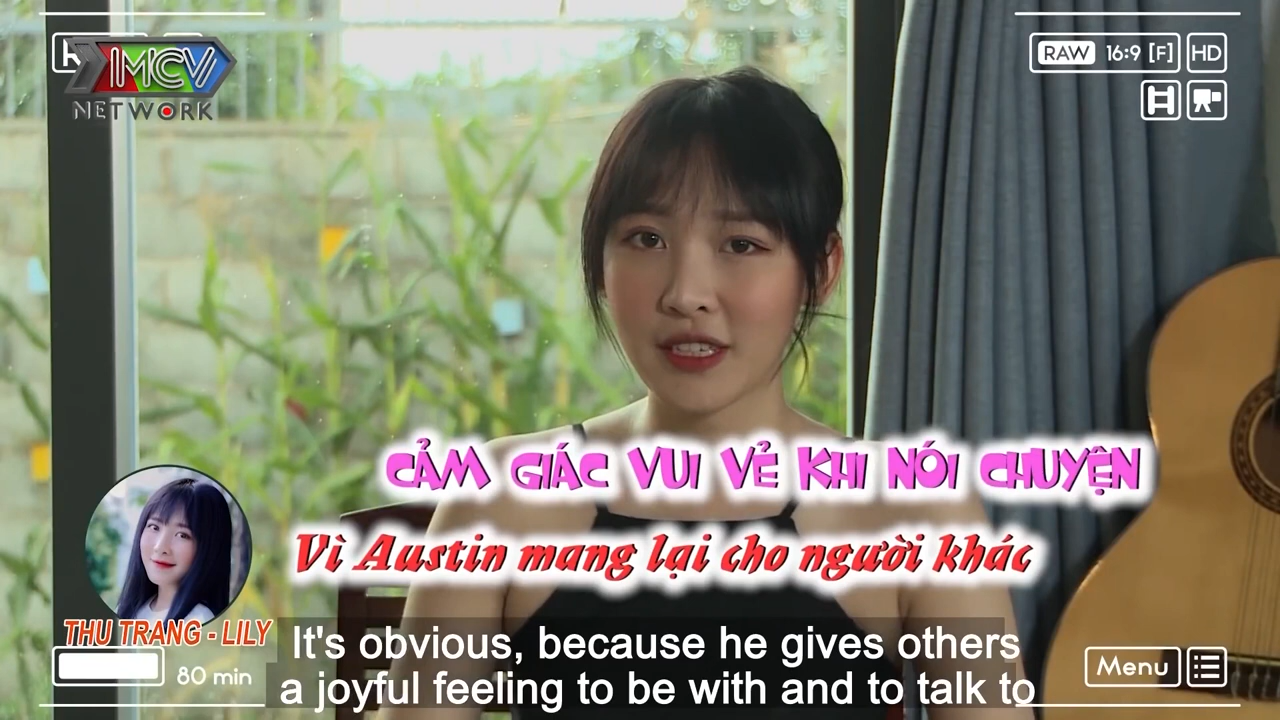 MCV
NETWORK
RAW 16:9 [F] HD
CẢM GIÁC VUI VẺ KHI NÓI CHUYỆN
Vì Austin mang lại cho người khác
THU TRANG - LILY
It's obvious, because he gives others
a joyful feeling to be with and to talk to
80 min
Menu